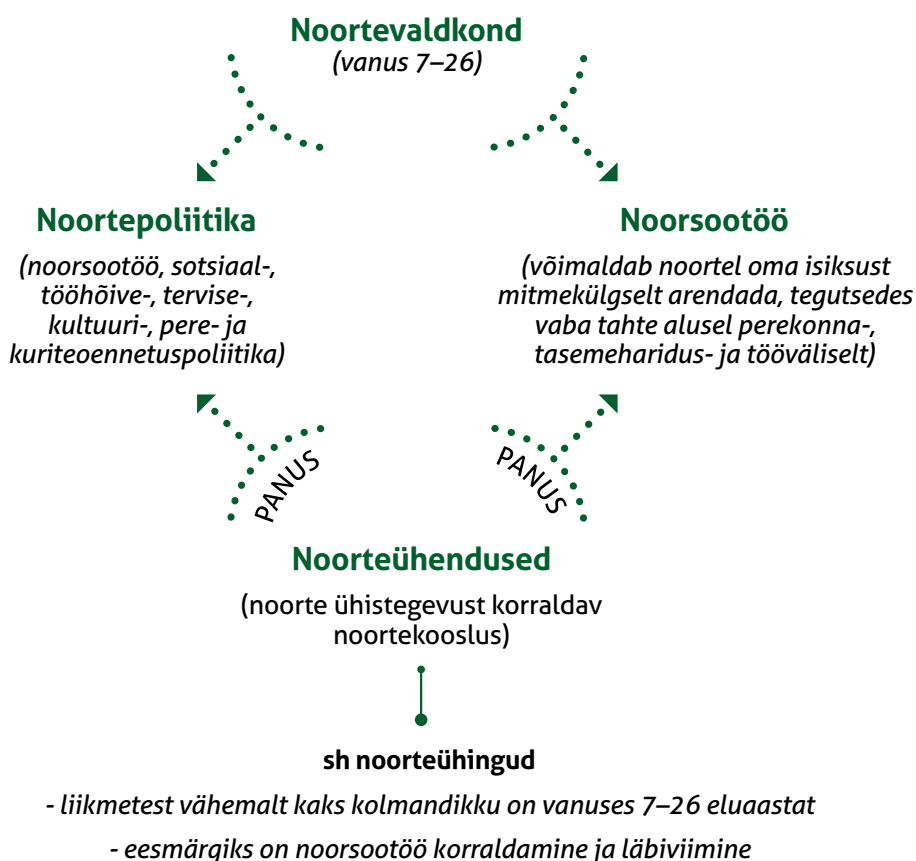 Noortevaldkond
(vanus 7–26)
Noortepoliitika
(noorsootöö, sotsiaal-,
tööhõive-, tervise-,
kultuuri-, pere- ja
kuriteoennetuspoliitika)
Noorsootöö
(võimaldab noortel oma isiksust
mitmekülgselt arendada, tegutsedes
vaba tahte alusel perekonna-,
tasemeharidus- ja tööväliselt)
PANUS
PANUS
Noorteühendused
(noorte ühistegevust korraldav
noortekooslus)
sh noorteühingud
- liikmetest vähemalt kaks kolmandikku on vanuses 7–26 eluaastat
- eesmärgiks on noorsootöö korraldamine ja läbiviimine